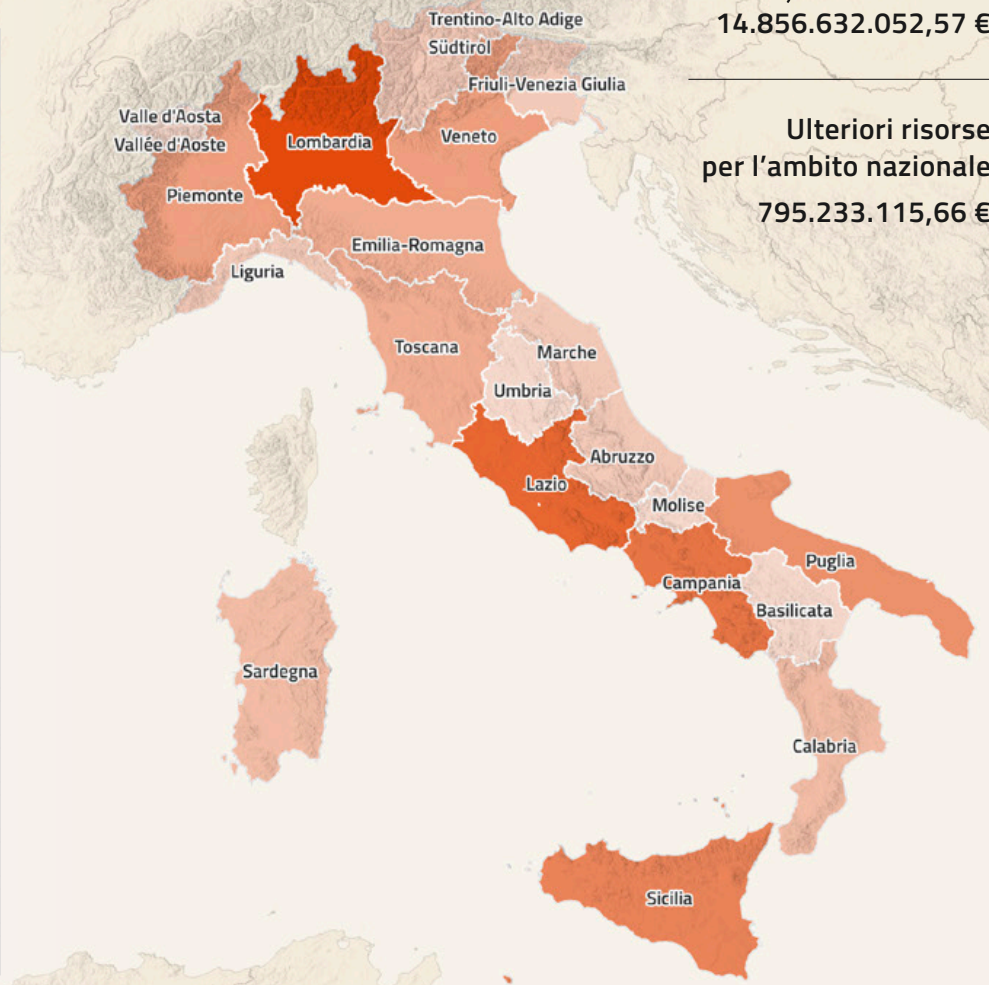 14.856.632.052,57 €
Ulteriori risorse
per l’ambito nazionale
795.233.115,66 €
Trentino-Alto Adige
Südtirol
Friuli-Venezia Giulia
Valle d'Aosta
Vallée d'Aoste
Lombardia
Veneto
Piemonte
Emilia-Romagna
Liguria
Toscana
Marche
Umbria
Abruzzo
Lazio
Molise
Puglia
Campania
Basilicata
Sardegna
Calabria
Sicilia